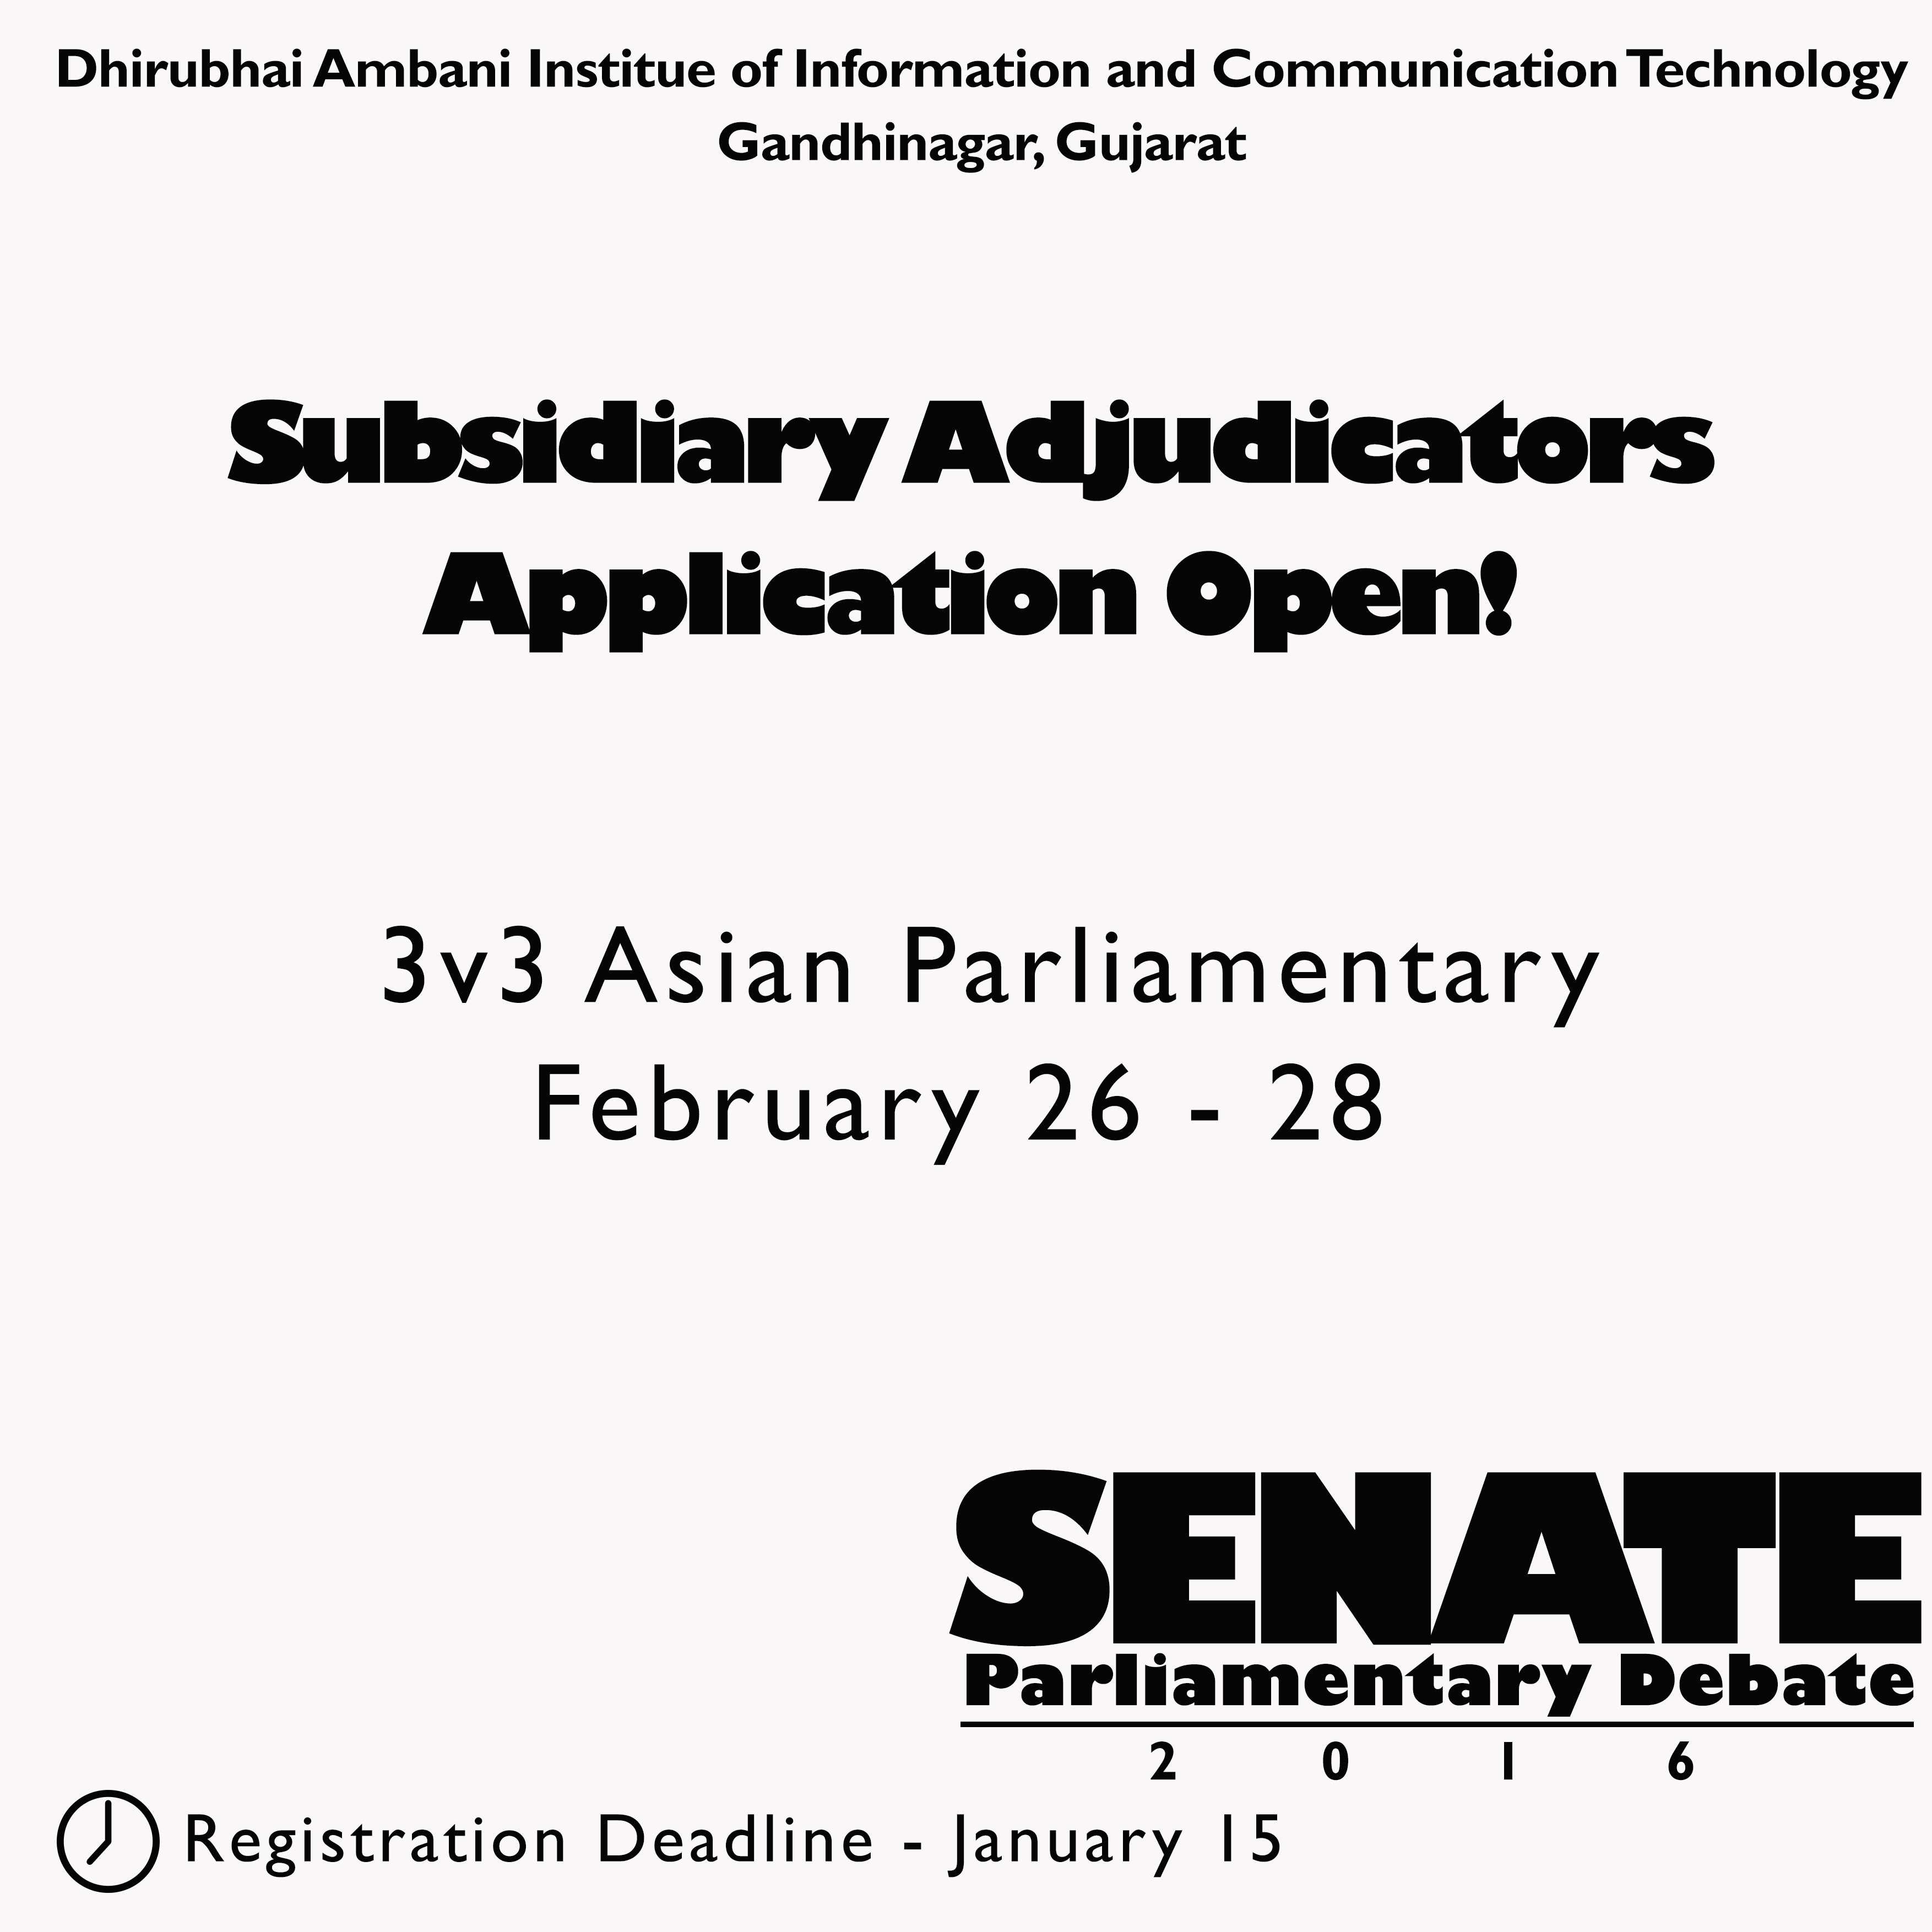 Dhirubhai Ambani Institue of Information and Communication Technology
Gandhinagar, Gujarat
Subsidiary Adjudicators
Application Open!
3v3 Asian Parliamentary
February 26 - 28
SENATE
Parliamentary Debate
2 0 1 6
Registration Deadline - January 15